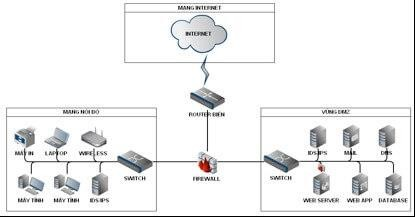 MẠNG INTERNET
INTERNET
ROUTER BIÊN
MẠNG NỘI BỘ
MÁY IN LAPTOP WIRELESS
MÁY TÍNH MÁY TÍNH IDS/IPS
SWITCH
FIREWALL
VÙNG DMZ
SWITCH
IDS/IPS MAIL DNS
WEB SERVER WEB APP DATABASE